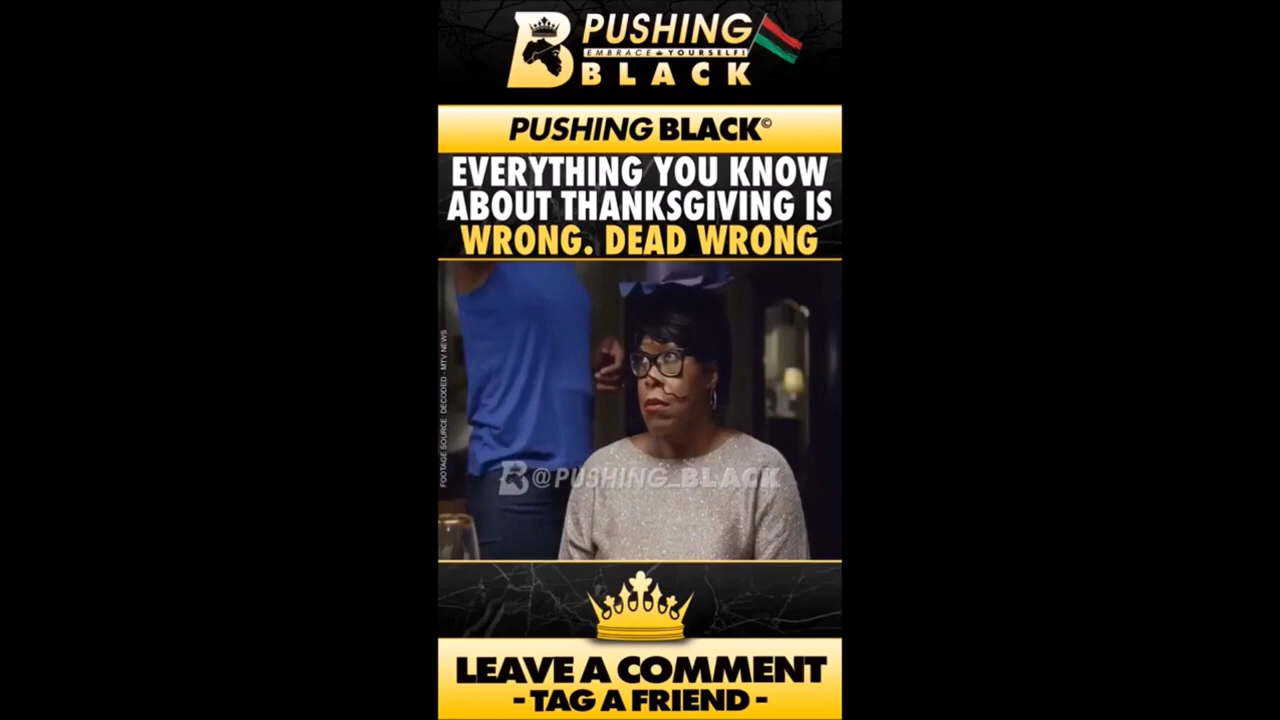 B PUSHING
EMBRACE YOURSELF!
BLACK
PUSHING BLACK©
EVERYTHING YOU KNOW
ABOUT THANKSGIVING IS
WRONG. DEAD WRONG
FOOTAGE SOURCE: DECODED - MTV NEWS
B @PUSHING_BLACK
LEAVE A COMMENT
- TAG A FRIEND -